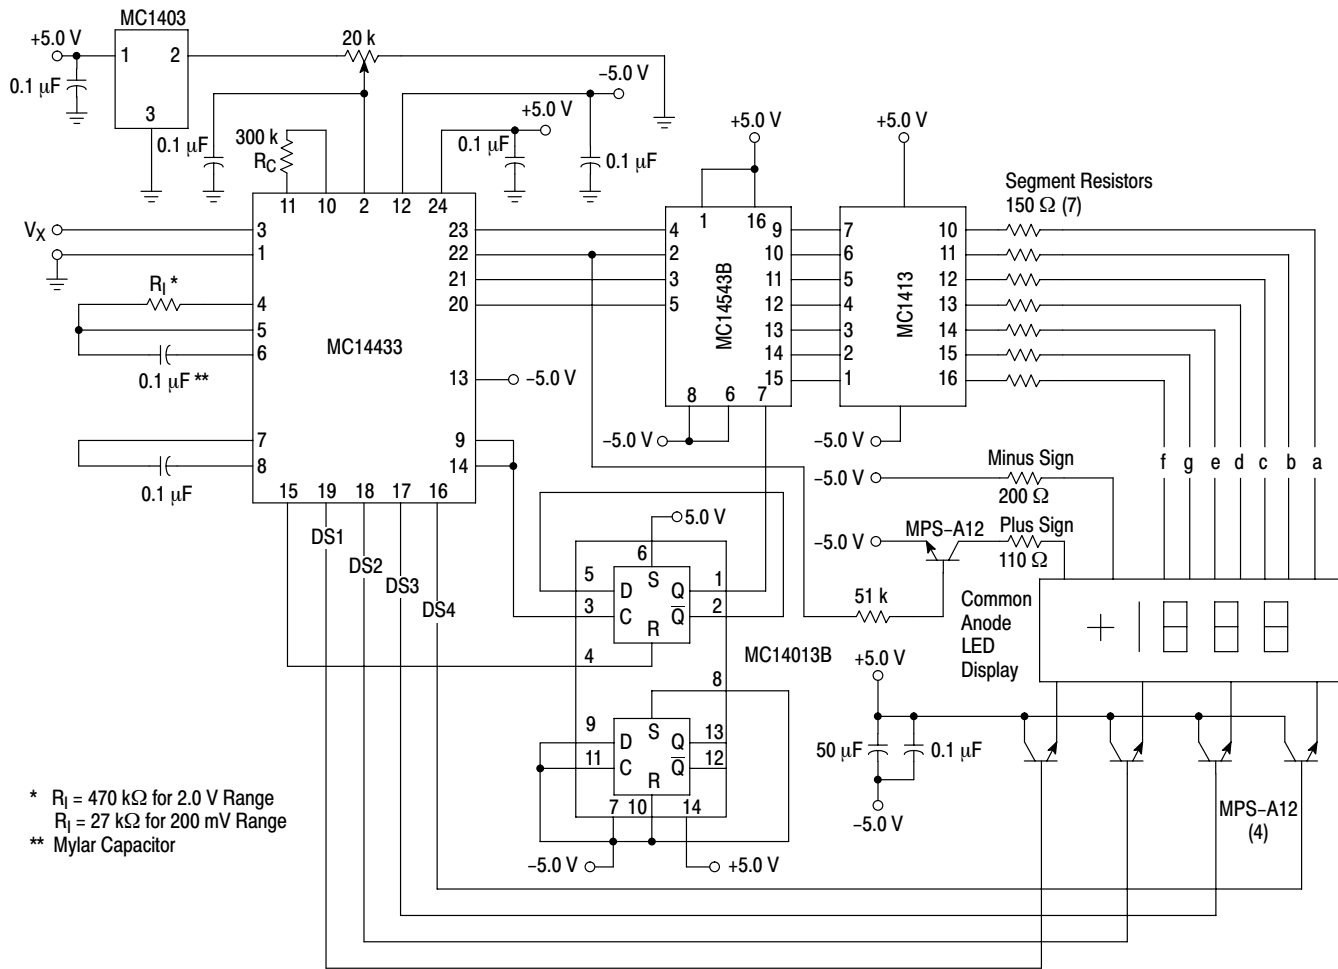 MC1403
+5.0 V
1 2
3
0.1 μF
20 k
–5.0 V
+5.0 V
0.1 μF
300 k
R_C
0.1 μF
0.1 μF
11 10 2 12 24
V_X
3
1
R_I *
4
5
6
0.1 μF **
7
8
0.1 μF
MC14433
23
22
21
20
13
–5.0 V
9
14
15 19 18 17 16
DS1
DS2
DS3
DS4
+5.0 V
1 16
4
2
3
5
MC14543B
9
10
11
12
13
14
15
8 6 7
–5.0 V
+5.0 V
7
6
5
4
3
2
1
MC1413
10
11
12
13
14
15
16
–5.0 V
Segment Resistors
150 Ω (7)
f g e d c b a
–5.0 V
Minus Sign
200 Ω
–5.0 V
MPS–A12
Plus Sign
110 Ω
51 k
Common
Anode
LED
Display
5.0 V
6
5 D S Q 1
3 C Q̅ 2
R
4
MC14013B
8
9 D S Q 13
11 C Q̅ 12
R
7 10 14
–5.0 V
+5.0 V
+5.0 V
50 μF
0.1 μF
–5.0 V
MPS–A12
(4)
* R_I = 470 kΩ for 2.0 V Range
R_I = 27 kΩ for 200 mV Range
** Mylar Capacitor